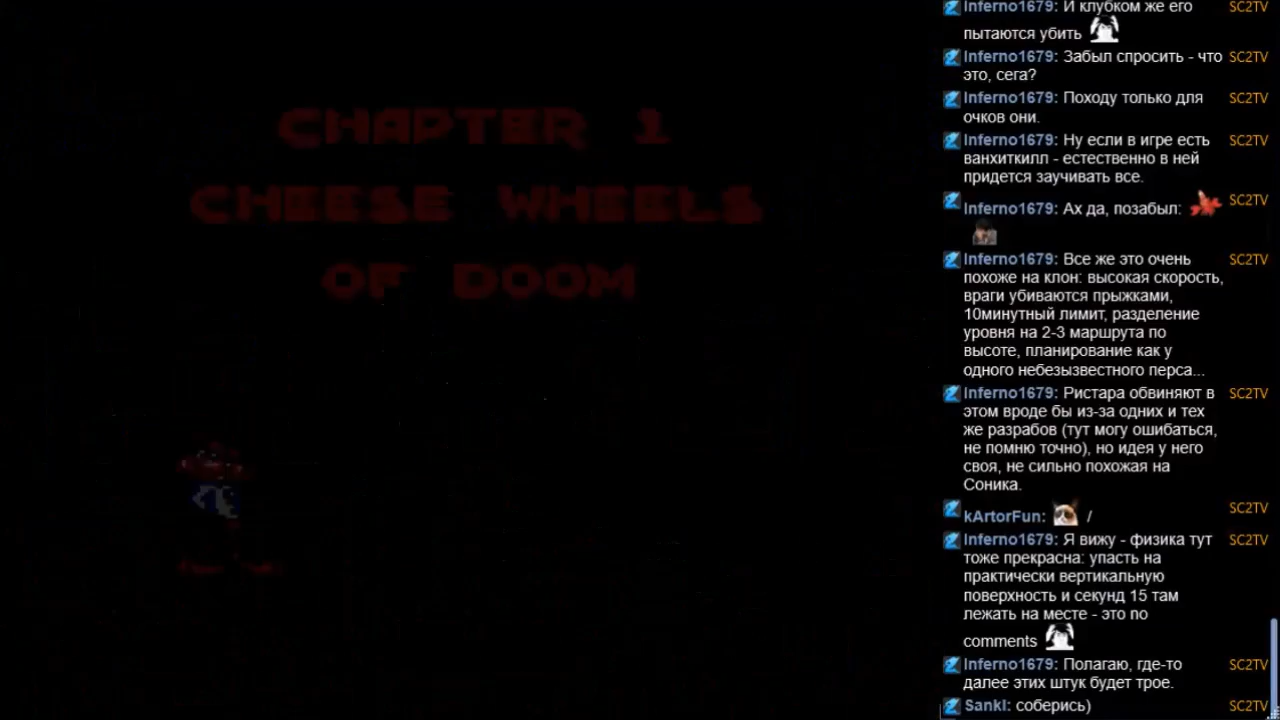 CHAPTER 1
CHEESE WHEELS
OF DOOM
Inferno1679: И клубком же его SC2TV
пытаются убить
Inferno1679: Забыл спросить - что SC2TV
это, сега?
Inferno1679: Походу только для SC2TV
очков они.
Inferno1679: Ну если в игре есть SC2TV
ванхиткилл - естественно в ней
придется заучивать все.
Inferno1679: Ах да, позабыл: SC2TV
Inferno1679: Все же это очень SC2TV
похоже на клон: высокая скорость,
враги убиваются прыжками,
10минутный лимит, разделение
уровня на 2-3 маршрута по
высоте, планирование как у
одного небезызвестного перса...
Inferno1679: Ристара обвиняют в SC2TV
этом вроде бы из-за одних и тех
же разрабов (тут могу ошибаться,
не помню точно), но идея у него
своя, не сильно похожая на
Соника.
kArtorFun: / SC2TV
Inferno1679: Я вижу - физика тут SC2TV
тоже прекрасна: упасть на
практически вертикальную
поверхность и секунд 15 там
лежать на месте - это no
comments
Inferno1679: Полагаю, где-то SC2TV
далее этих штук будет трое.
SankI: соберись) SC2TV